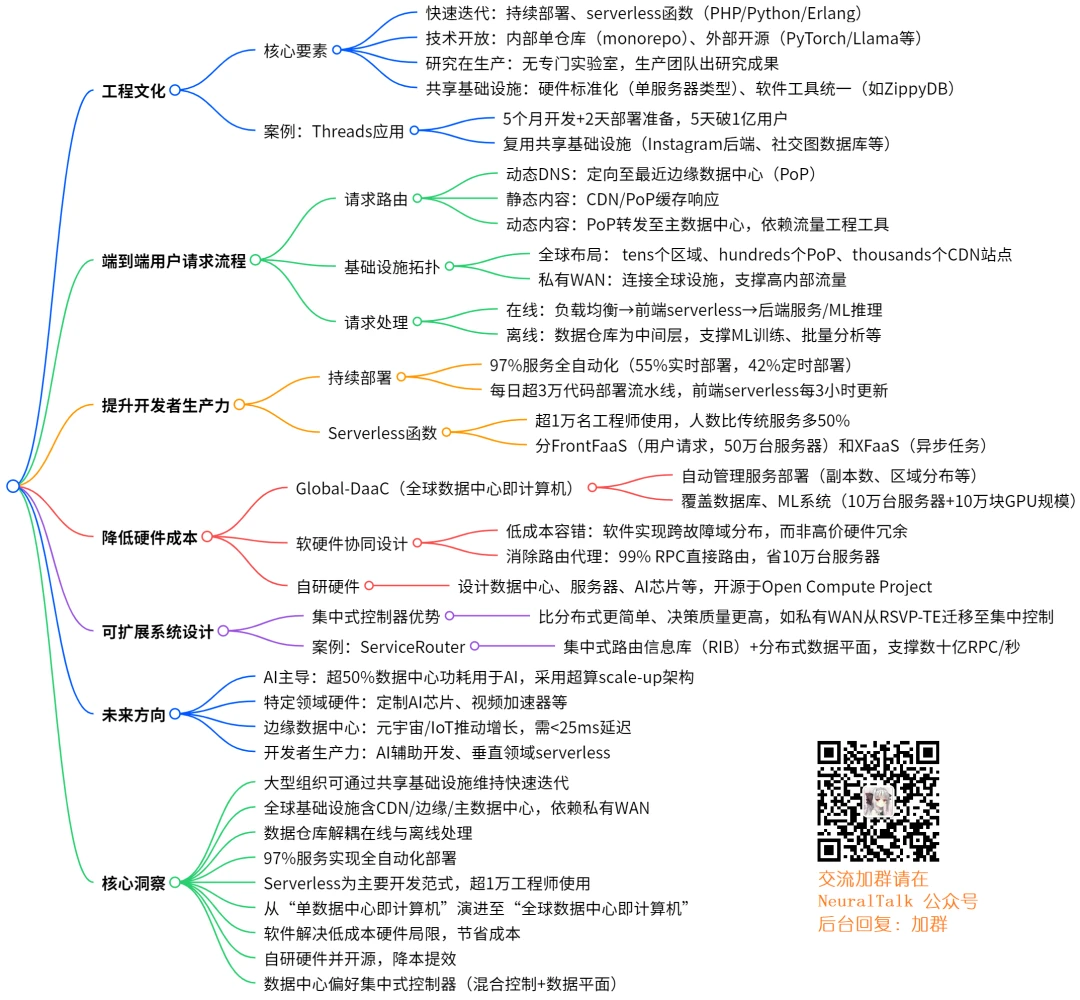 工程文化
核心要素
快速迭代：持续部署、serverless函数（PHP/Python/Erlang）
技术开放：内部单仓库（monorepo）、外部开源（PyTorch/Llama等）
研究在生产：无专门实验室，生产团队出研究成果
共享基础设施：硬件标准化（单服务器类型）、软件工具统一（如ZippyDB）
案例：Threads应用
5个月开发+2天部署准备，5天破1亿用户
复用共享基础设施（Instagram后端、社交图数据库等）
端到端用户请求流程
请求路由
动态DNS：定向至最近边缘数据中心（PoP）
静态内容：CDN/PoP缓存响应
动态内容：PoP转发至主数据中心，依赖流量工程工具
基础设施拓扑
全球布局： tens个区域、hundreds个PoP、thousands个CDN站点
私有WAN：连接全球设施，支撑高内部流量
请求处理
在线：负载均衡→前端serverless→后端服务/ML推理
离线：数据仓库为中间层，支撑ML训练、批量分析等
提升开发者生产力
持续部署
97%服务全自动化（55%实时部署，42%定时部署）
每日超3万代码部署流水线，前端serverless每3小时更新
Serverless函数
超1万名工程师使用，人数比传统服务多50%
分FrontFaaS（用户请求，50万台服务器）和XFaaS（异步任务）
降低硬件成本
Global-DaaC（全球数据中心即计算机）
自动管理服务部署（副本数、区域分布等）
覆盖数据库、ML系统（10万台服务器+10万块GPU规模）
软硬件协同设计
低成本容错：软件实现跨故障域分布，而非高价硬件冗余
消除路由代理：99% RPC直接路由，省10万台服务器
自研硬件
设计数据中心、服务器、AI芯片等，开源于Open Compute Project
可扩展系统设计
集中式控制器优势
比分布式更简单、决策质量更高，如私有WAN从RSVP-TE迁移至集中控制
案例：ServiceRouter
集中式路由信息库（RIB）+分布式数据平面，支撑数十亿RPC/秒
未来方向
AI主导：超50%数据中心功耗用于AI，采用超算scale-up架构
特定领域硬件：定制AI芯片、视频加速器等
边缘数据中心：元宇宙/IoT推动增长，需<25ms延迟
开发者生产力：AI辅助开发、垂直领域serverless
核心洞察
大型组织可通过共享基础设施维持快速迭代
全球基础设施含CDN/边缘/主数据中心，依赖私有WAN
数据仓库解耦在线与离线处理
97%服务实现全自动化部署
Serverless为主要开发范式，超1万工程师使用
从“单数据中心即计算机”演进至“全球数据中心即计算机”
软件解决低成本硬件局限，节省成本
自研硬件并开源，降本提效
数据中心偏好集中式控制器（混合控制+数据平面）
交流加群请在
NeuralTalk 公众号
后台回复：加群